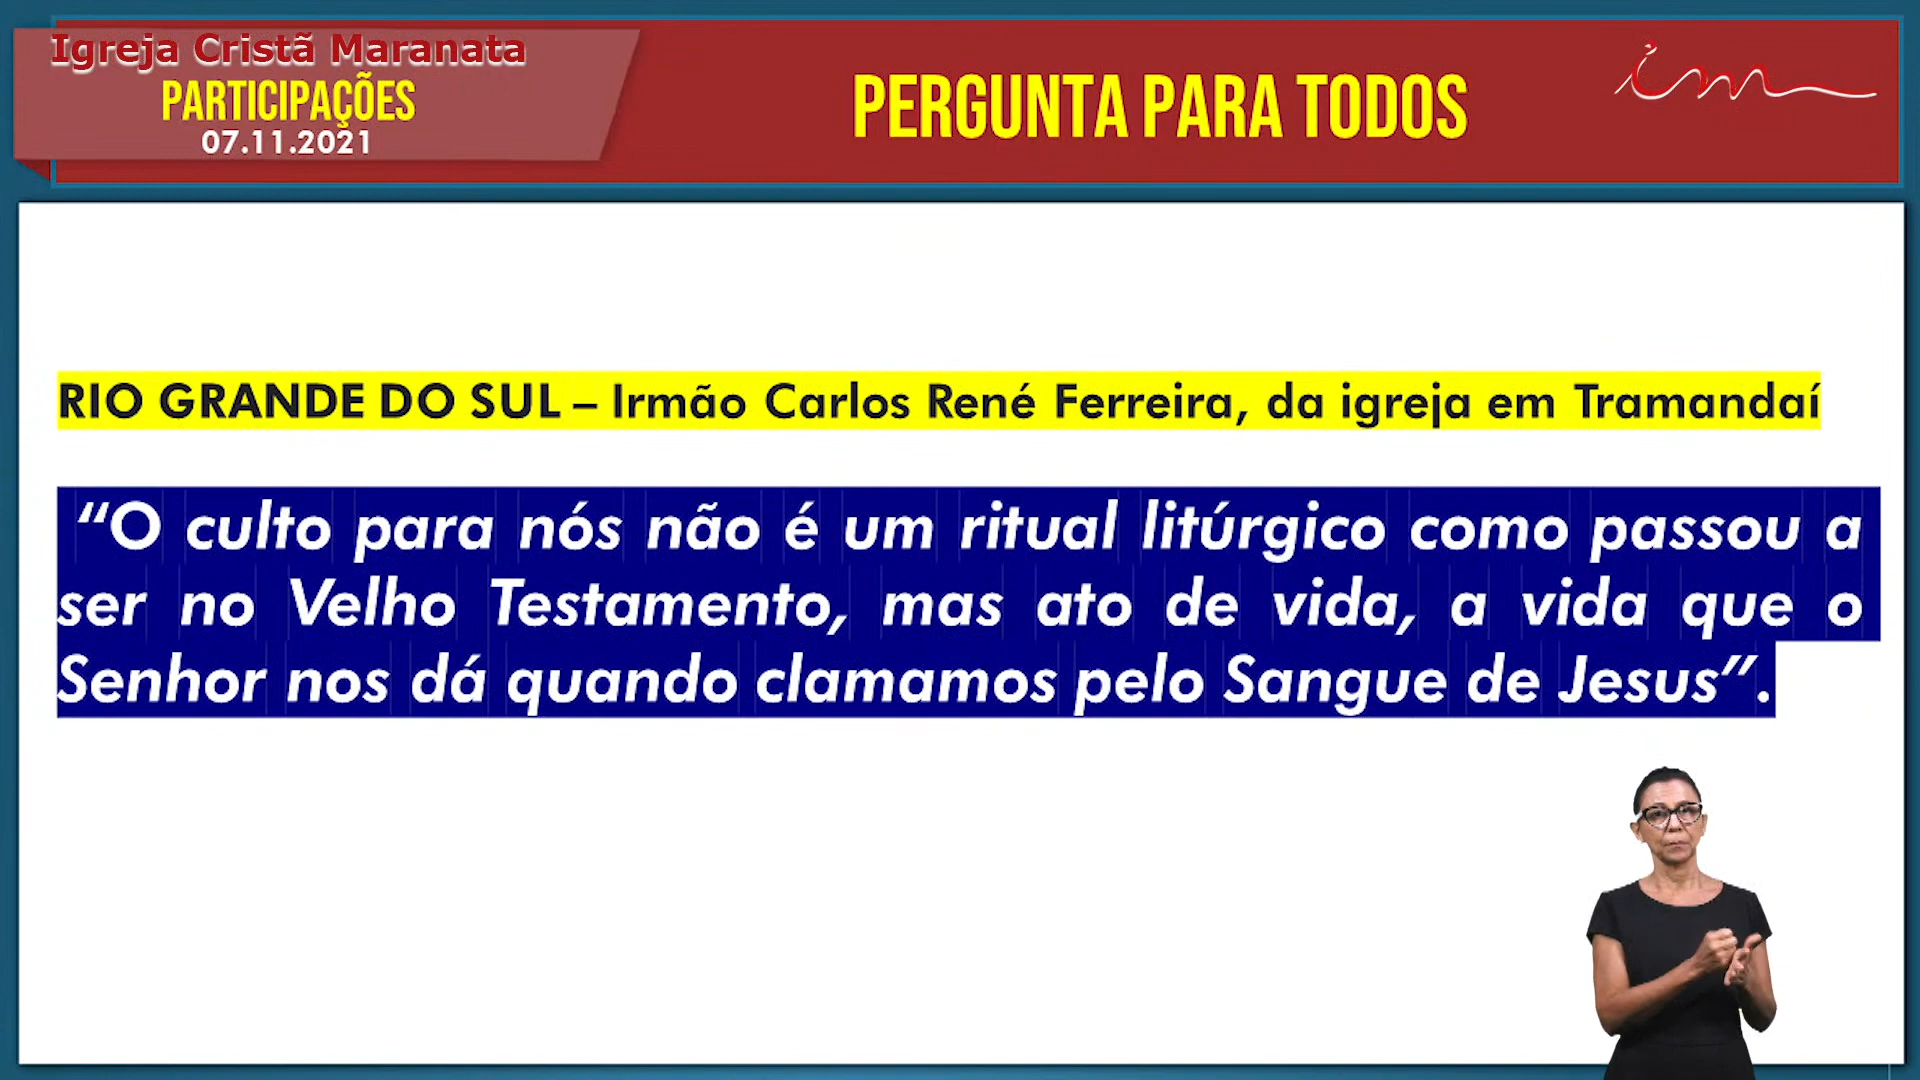 Igreja Cristã Maranata
PARTICIPAÇÕES
07.11.2021
PERGUNTA PARA TODOS
im
RIO GRANDE DO SUL – Irmão Carlos René Ferreira, da igreja em Tramandaí
“O culto para nós não é um ritual litúrgico como passou a
ser no Velho Testamento, mas ato de vida, a vida que o
Senhor nos dá quando clamamos pelo Sangue de Jesus”.